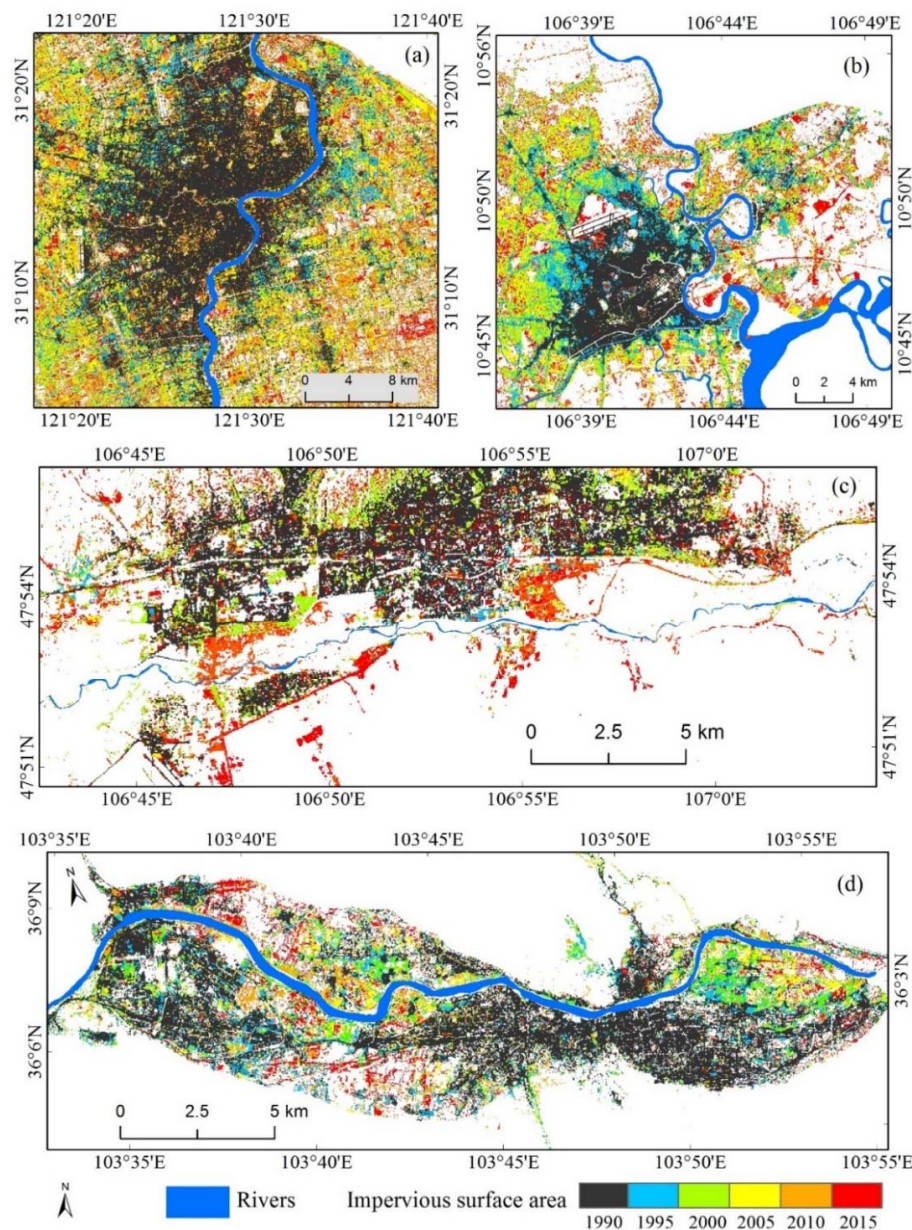 121°20'E 121°30'E 121°40'E
(a)
31°20'N 31°20'N
31°10'N 31°10'N
0 4 8 km
121°20'E 121°30'E 121°40'E
106°39'E 106°44'E 106°49'E
(b)
10°56'N
10°50'N 10°50'N
10°45'N 10°45'N
0 2 4 km
106°39'E 106°44'E 106°49'E
106°45'E 106°50'E 106°55'E 107°0'E
(c)
47°54'N 47°54'N
0 2.5 5 km
47°51'N 47°51'N
106°45'E 106°50'E 106°55'E 107°0'E
103°35'E 103°40'E 103°45'E 103°50'E 103°55'E
N (d)
36°9'N
36°3'N
36°6'N
0 2.5 5 km
103°35'E 103°40'E 103°45'E 103°50'E 103°55'E
N Rivers Impervious surface area
1990 1995 2000 2005 2010 2015